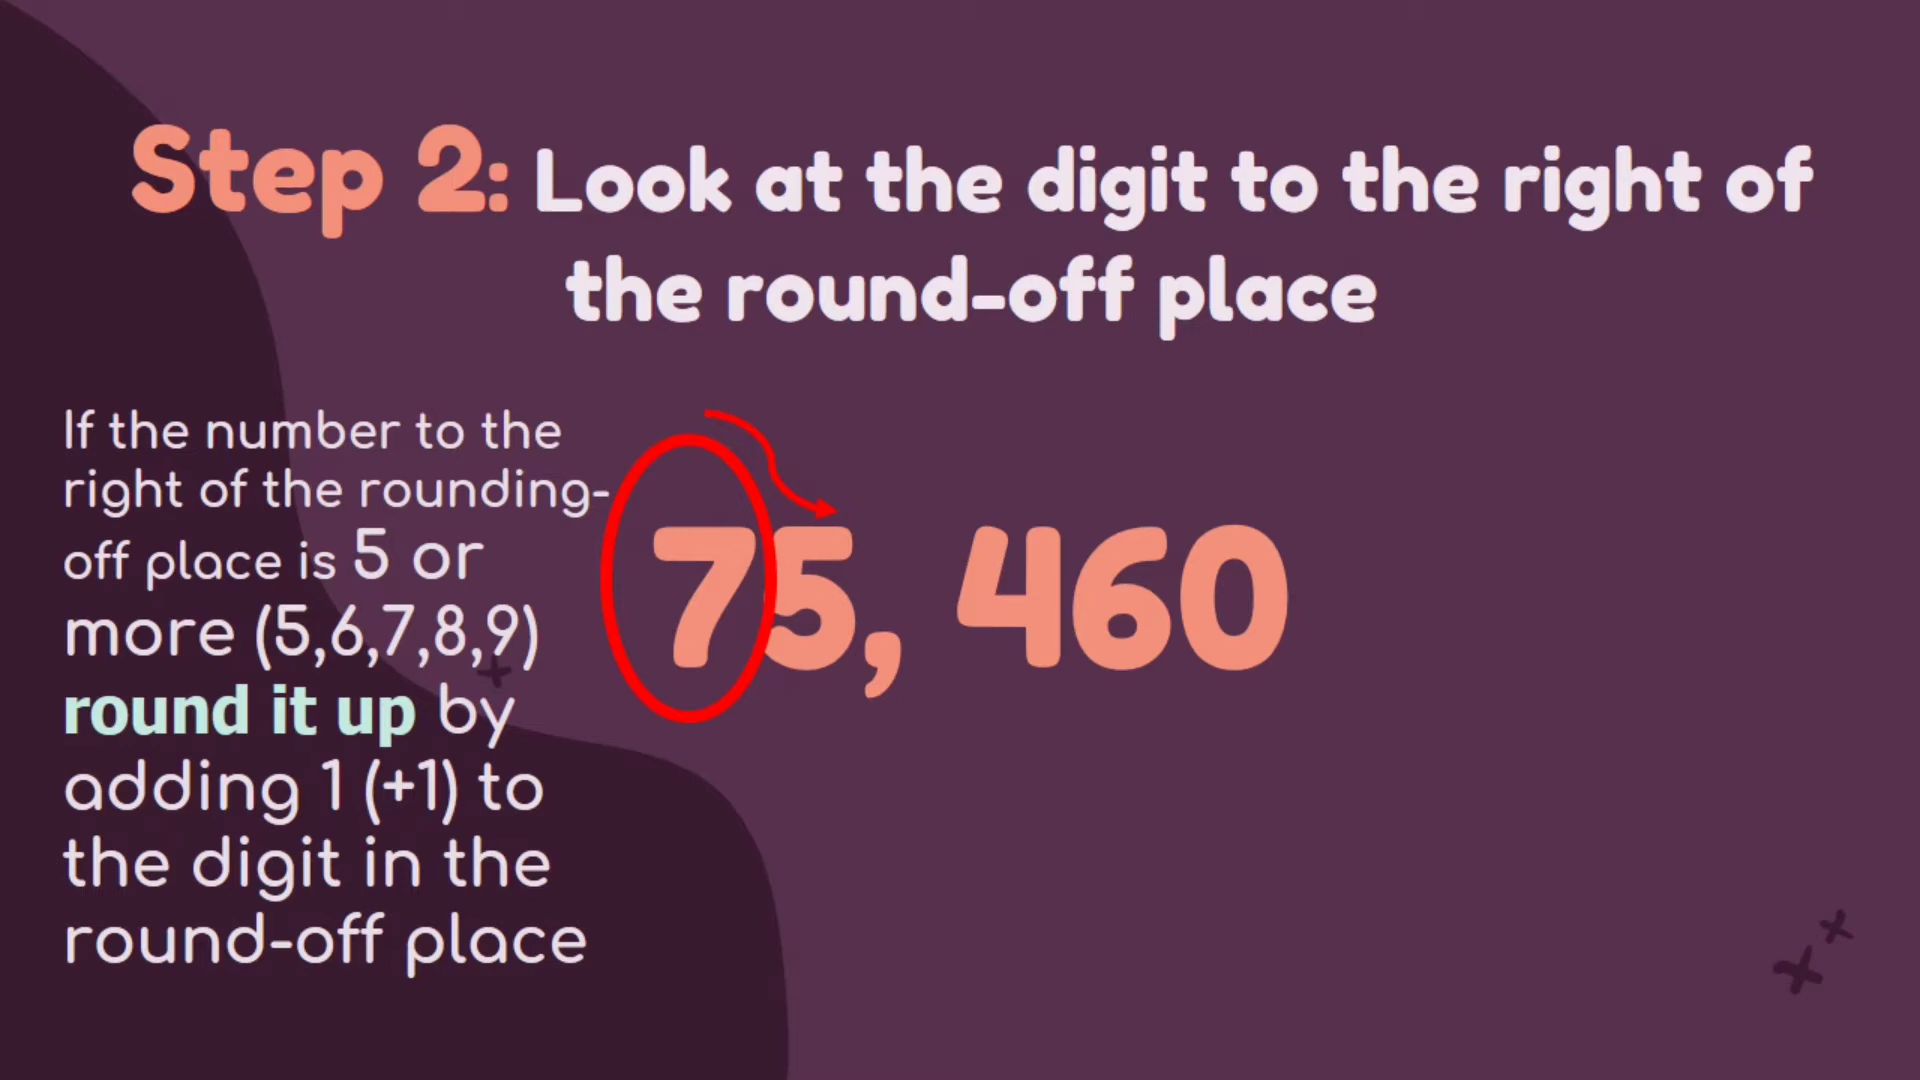 Step 2: Look at the digit to the right of
the round-off place
If the number to the
right of the rounding-
off place is 5 or
more (5,6,7,8,9)
round it up by
adding 1 (+1) to
the digit in the
round-off place
75, 460